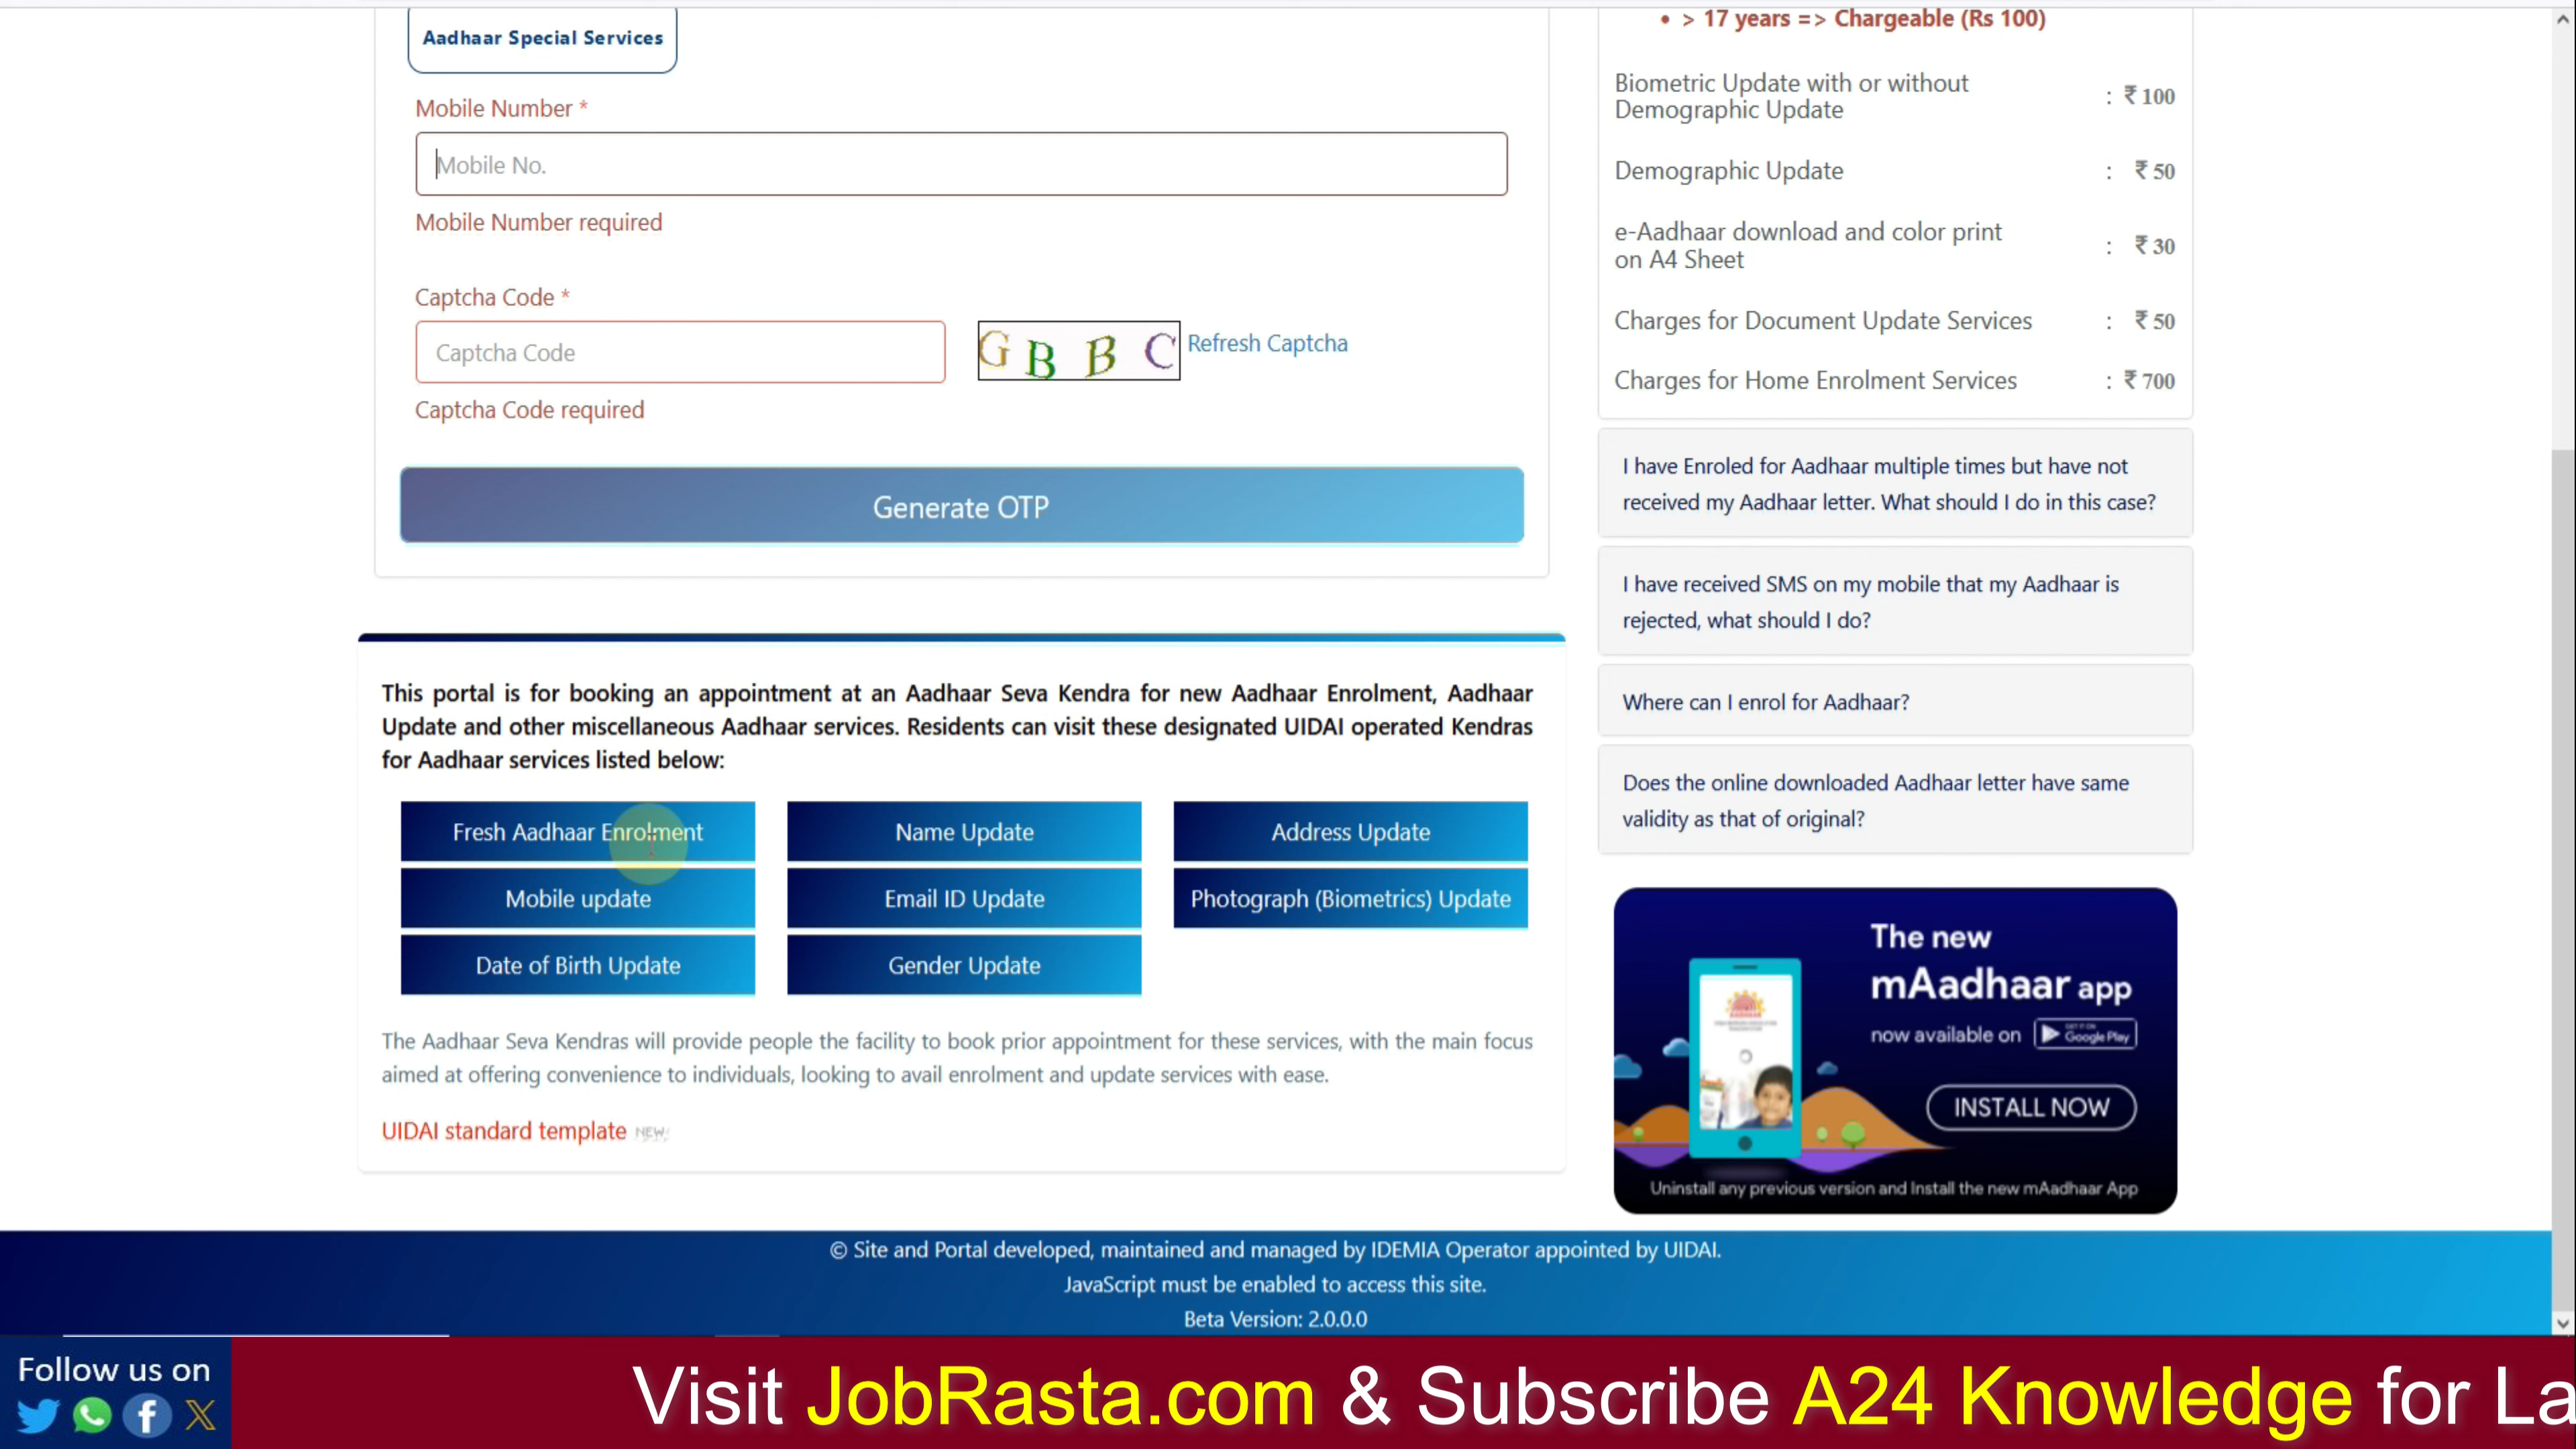 Aadhaar Special Services
Mobile Number *
Mobile No.
Mobile Number required
Captcha Code *
Captcha Code
G B B C
Refresh Captcha
Captcha Code required
Generate OTP
This portal is for booking an appointment at an Aadhaar Seva Kendra for new Aadhaar Enrolment, Aadhaar
Update and other miscellaneous Aadhaar services. Residents can visit these designated UIDAI operated Kendras
for Aadhaar services listed below:
Fresh Aadhaar Enrolment
Name Update
Address Update
Mobile update
Email ID Update
Photograph (Biometrics) Update
Date of Birth Update
Gender Update
The Aadhaar Seva Kendras will provide people the facility to book prior appointment for these services, with the main focus
aimed at offering convenience to individuals, looking to avail enrolment and update services with ease.
UIDAI standard template NEW!
• > 17 years => Chargeable (Rs 100)
Biometric Update with or without
Demographic Update : ₹ 100
Demographic Update : ₹ 50
e-Aadhaar download and color print
on A4 Sheet : ₹ 30
Charges for Document Update Services : ₹ 50
Charges for Home Enrolment Services : ₹ 700
I have Enroled for Aadhaar multiple times but have not
received my Aadhaar letter. What should I do in this case?
I have received SMS on my mobile that my Aadhaar is
rejected, what should I do?
Where can I enrol for Aadhaar?
Does the online downloaded Aadhaar letter have same
validity as that of original?
The new
mAadhaar app
now available on GET IT ON Google Play
INSTALL NOW
Uninstall any previous version and Install the new mAadhaar App
© Site and Portal developed, maintained and managed by IDEMIA Operator appointed by UIDAI.
JavaScript must be enabled to access this site.
Beta Version: 2.0.0.0
Follow us on
Visit JobRasta.com & Subscribe A24 Knowledge for La